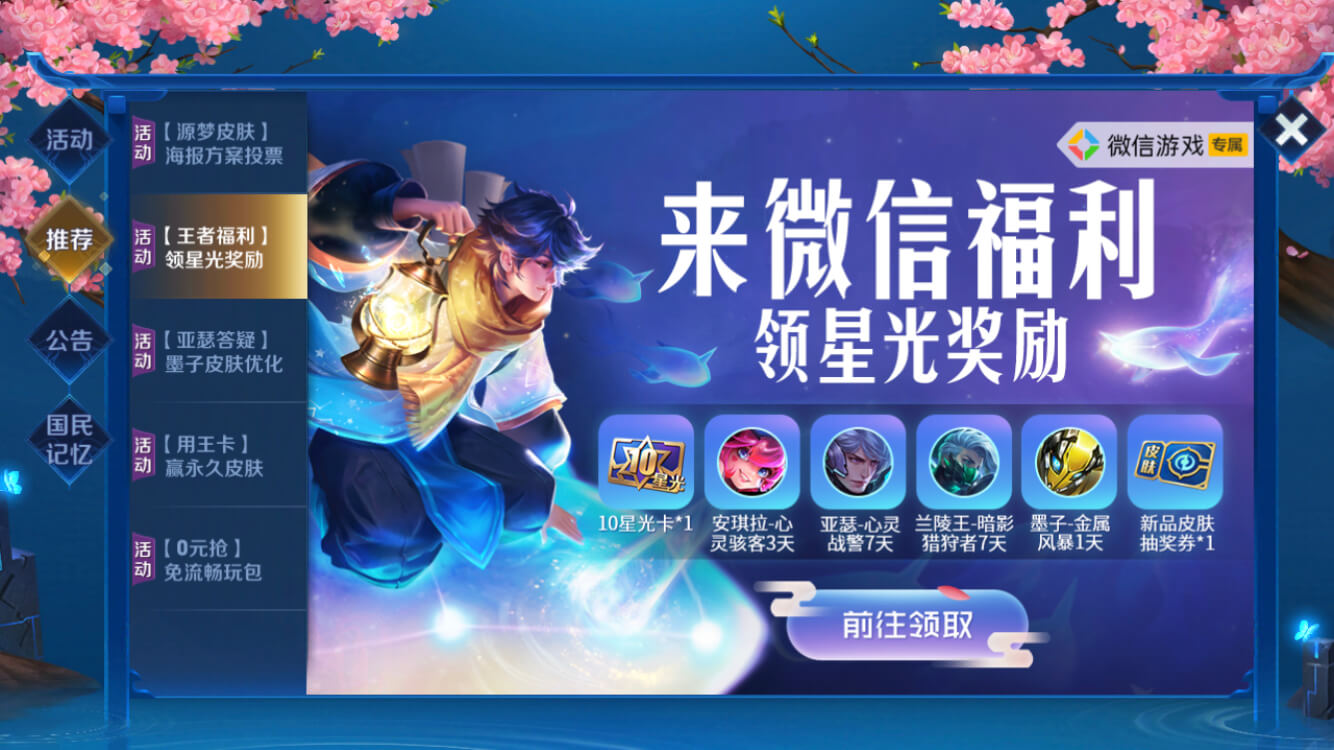 活动
推荐
公告
国民
记忆
活动
【源梦皮肤】
海报方案投票
活动
【王者福利】
领星光奖励
活动
【亚瑟答疑】
墨子皮肤优化
活动
【用王卡】
赢永久皮肤
活动
【0元抢】
免流畅玩包
微信游戏 专属
来微信福利
领星光奖励
10
星光
皮肤
10星光卡*1
安琪拉-心
灵骇客3天
亚瑟-心灵
战警7天
兰陵王-暗影
猎狩者7天
墨子-金属
风暴1天
新品皮肤
抽奖券*1
前往领取